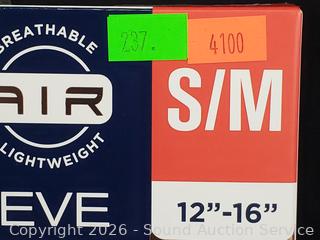 BREATHABLE
AIR
LIGHTWEIGHT
EVE
237.
4100
S/M
12”-16”
Copyright 2026 - Sound Auction Service